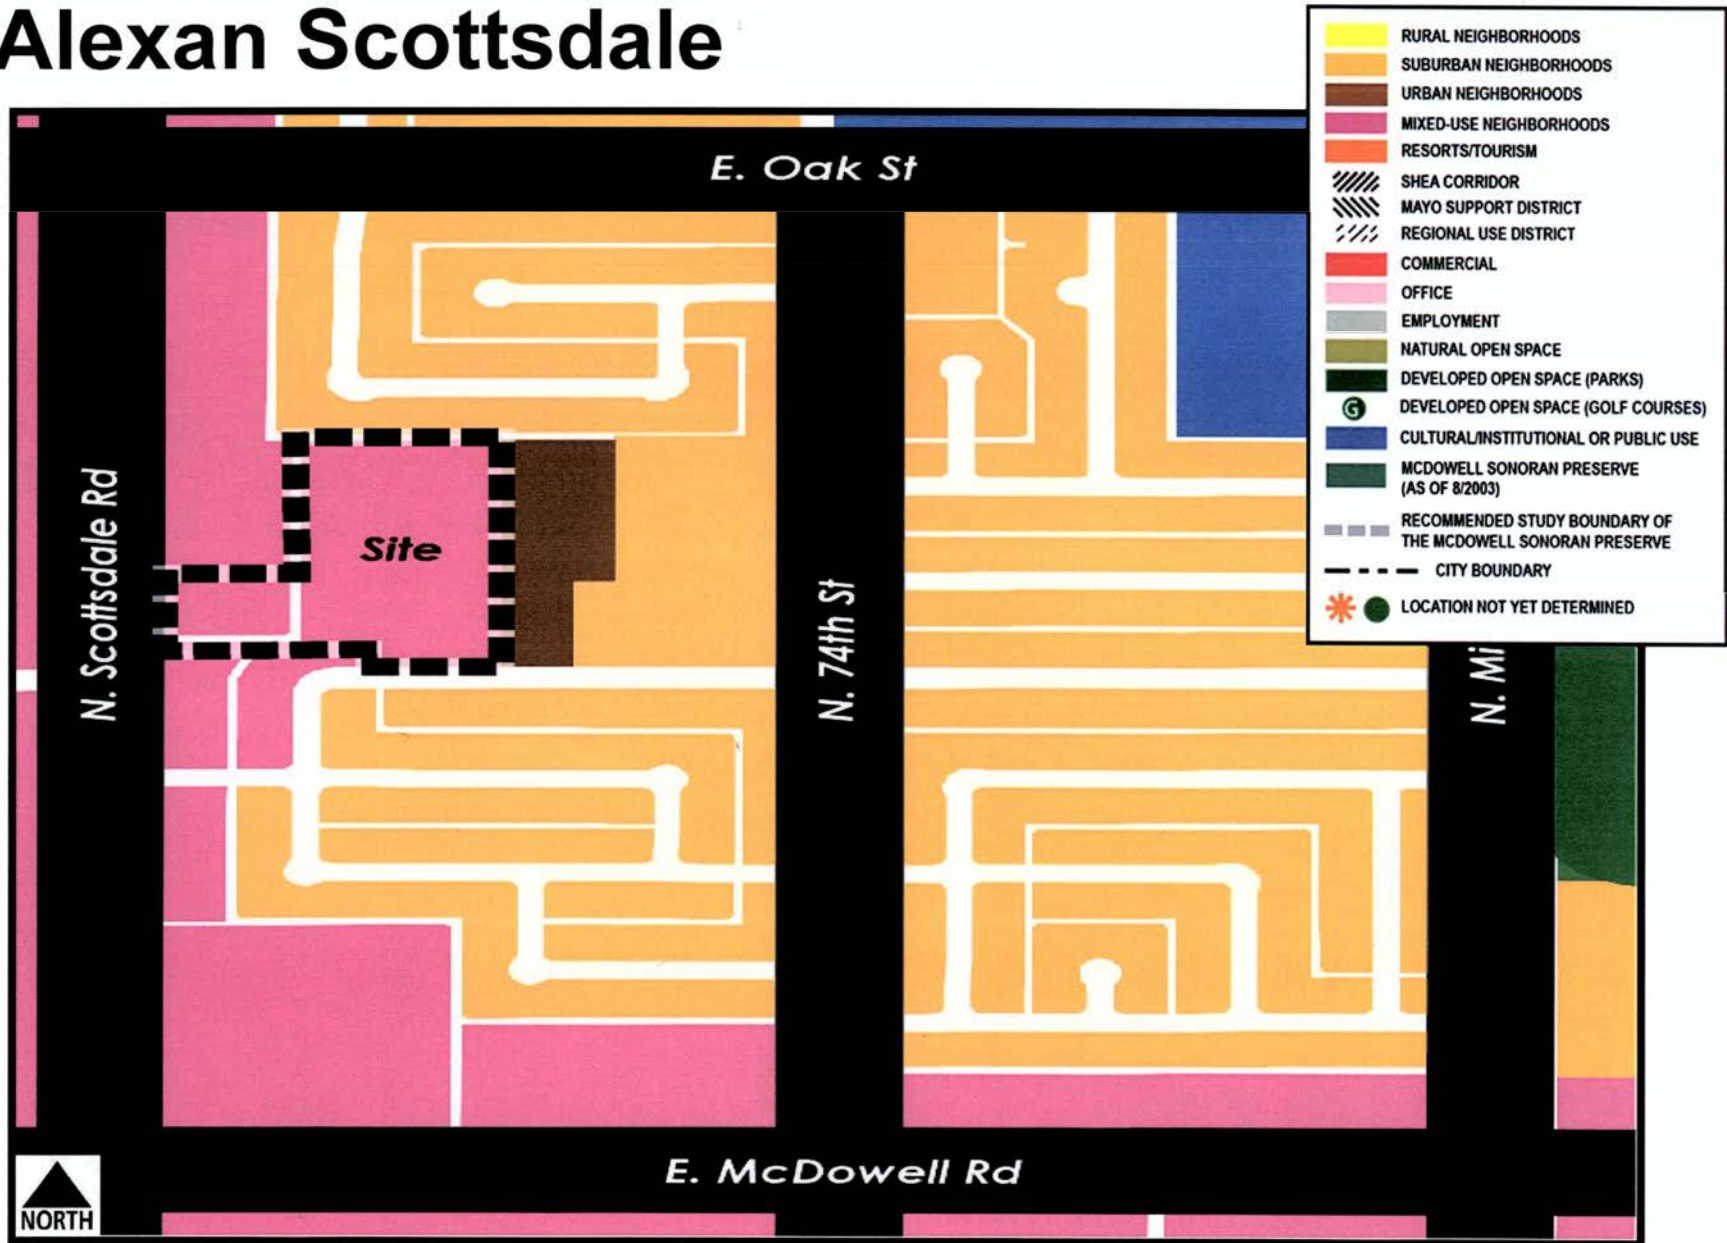 Alexan Scottsdale
RURAL NEIGHBORHOODS
SUBURBAN NEIGHBORHOODS
URBAN NEIGHBORHOODS
MIXED-USE NEIGHBORHOODS
RESORTS/TOURISM
SHEA CORRIDOR
MAYO SUPPORT DISTRICT
REGIONAL USE DISTRICT
COMMERCIAL
OFFICE
EMPLOYMENT
NATURAL OPEN SPACE
DEVELOPED OPEN SPACE (PARKS)
G
DEVELOPED OPEN SPACE (GOLF COURSES)
CULTURAL/INSTITUTIONAL OR PUBLIC USE
MCDOWELL SONORAN PRESERVE
(AS OF 8/2003)
RECOMMENDED STUDY BOUNDARY OF
THE MCDOWELL SONORAN PRESERVE
CITY BOUNDARY
LOCATION NOT YET DETERMINED
E. Oak St
N. Scottsdale Rd
Site
N. 74th St
N. Mi
E. McDowell Rd
NORTH